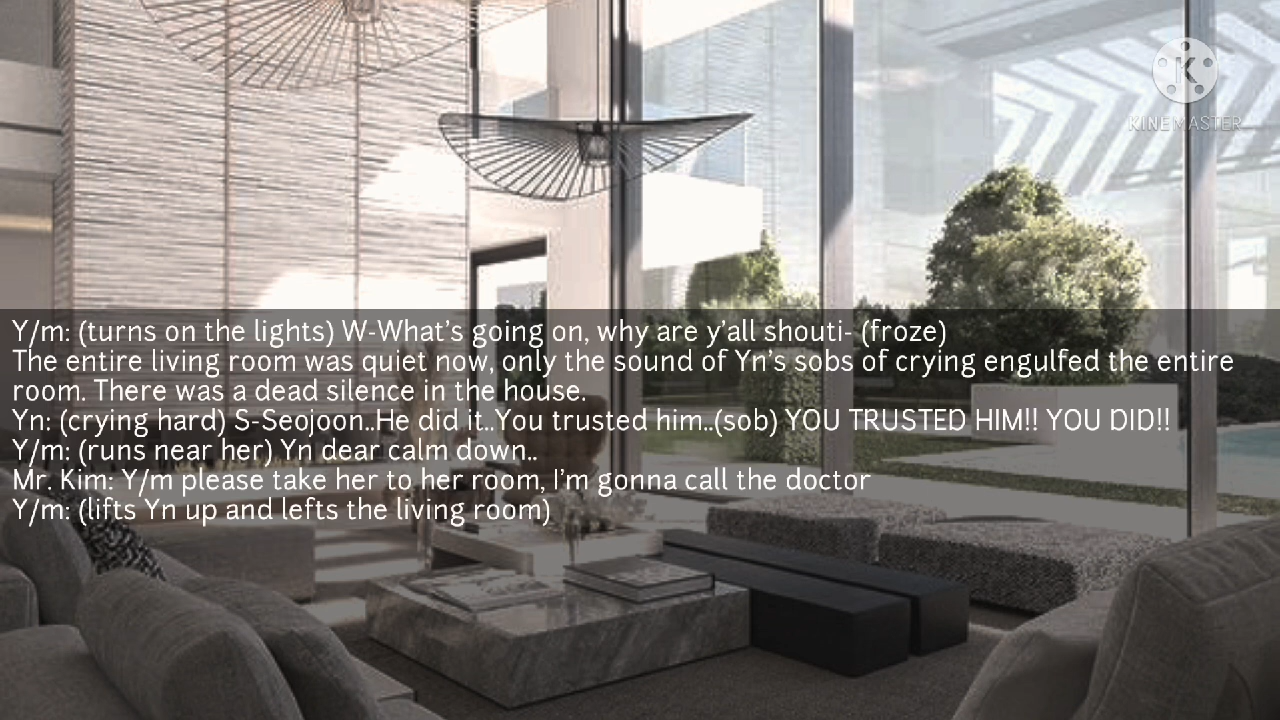 KINEMASTER
Y/m: (turns on the lights) W-What's going on, why are y'all shouti- (froze)
The entire living room was quiet now, only the sound of Yn's sobs of crying engulfed the entire
room. There was a dead silence in the house.
Yn: (crying hard) S-Seojoon..He did it..You trusted him..(sob) YOU TRUSTED HIM!! YOU DID!!
Y/m: (runs near her) Yn dear calm down..
Mr. Kim: Y/m please take her to her room, I'm gonna call the doctor
Y/m: (lifts Yn up and lefts the living room)